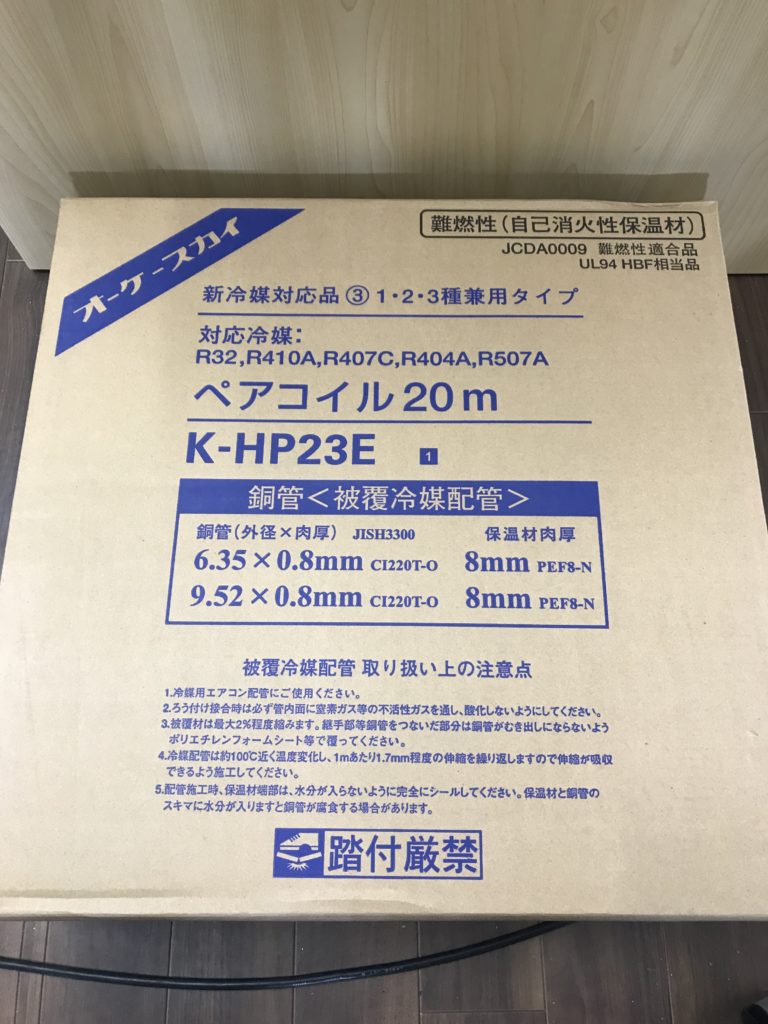 オーケースカイ
難燃性(自己消火性保温材)
JCDA0009 難燃性適合品
UL94 HBF相当品
新冷媒対応品③1・2・3種兼用タイプ
対応冷媒:
R32,R410A,R407C,R404A,R507A
ペアコイル20m
K-HP23E 1
銅管<被覆冷媒配管>
銅管(外径×肉厚) JISH3300 保温材肉厚
6.35×0.8mm C1220T-O 8mm PEF8-N
9.52×0.8mm C1220T-O 8mm PEF8-N
被覆冷媒配管 取り扱い上の注意点
1.冷媒用エアコン配管にご使用ください。
2.ろう付け接合時は必ず管内面に窒素ガス等の不活性ガスを通し、酸化しないようにしてください。
3.被覆材は最大2%程度縮みます。継手部等銅管をつないだ部分は銅管がむき出しにならないよう
ポリエチレンフォームシート等で覆ってください。
4.冷媒配管は約100℃近く温度変化し、1mあたり1.7mm程度の伸縮を繰り返しますので伸縮が吸収
できるよう施工してください。
5.配管施工時、保温材端部は、水分が入らないように完全にシールしてください。保温材と銅管の
スキマに水分が入りますと銅管が腐食する場合があります。
踏付厳禁